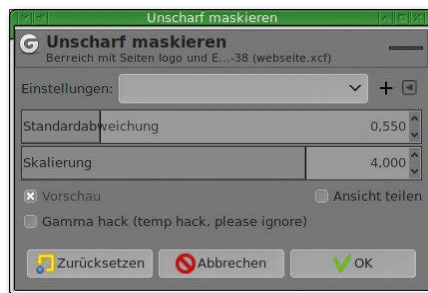 Unscharf maskieren
Unscharf maskieren
Berreich mit Seiten logo und E...-38 (webseite.xcf)
Einstellungen:
Standardabweichung 0,550
Skalierung 4,000
Vorschau Ansicht teilen
Gamma hack (temp hack, please ignore)
Zurücksetzen Abbrechen OK